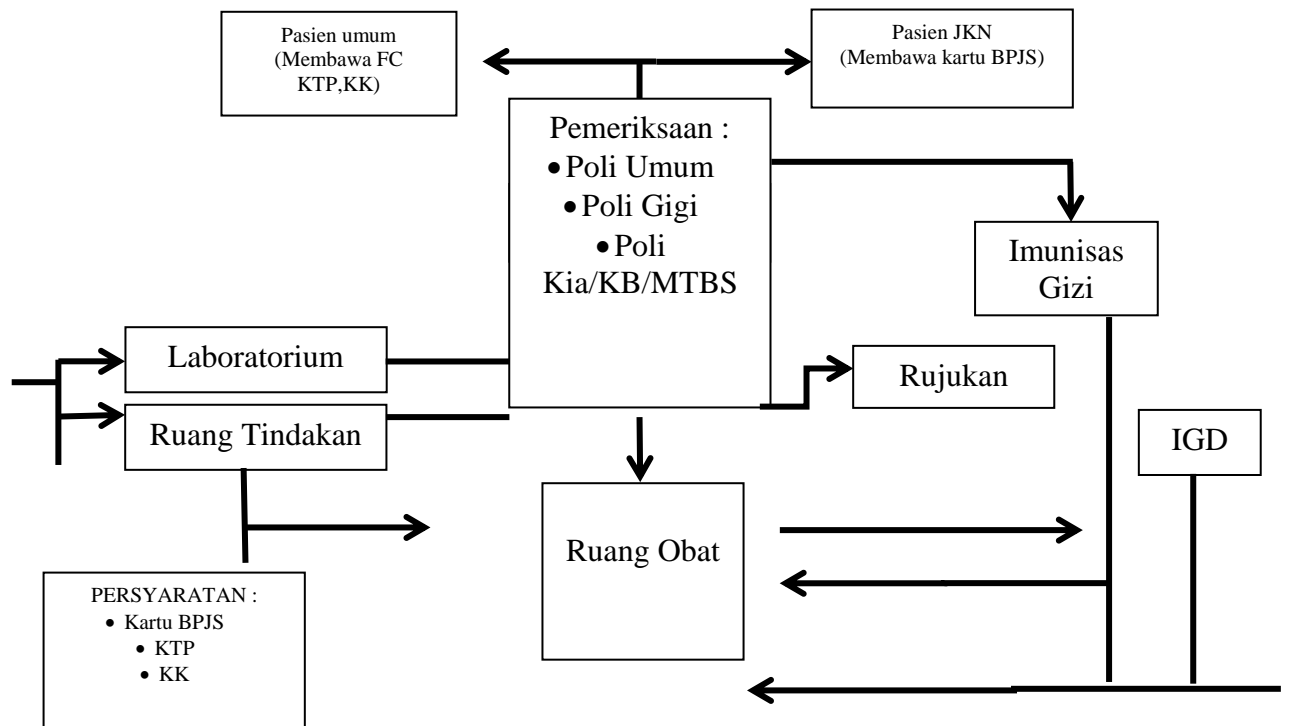 Pasien umum
(Membawa FC
KTP,KK)
Pasien JKN
(Membawa kartu BPJS)
Pemeriksaan :
• Poli Umum
• Poli Gigi
• Poli
Kia/KB/MTBS
Imunisas
Gizi
Laboratorium
Rujukan
Ruang Tindakan
IGD
Ruang Obat
PERSYARATAN :
• Kartu BPJS
• KTP
• KK